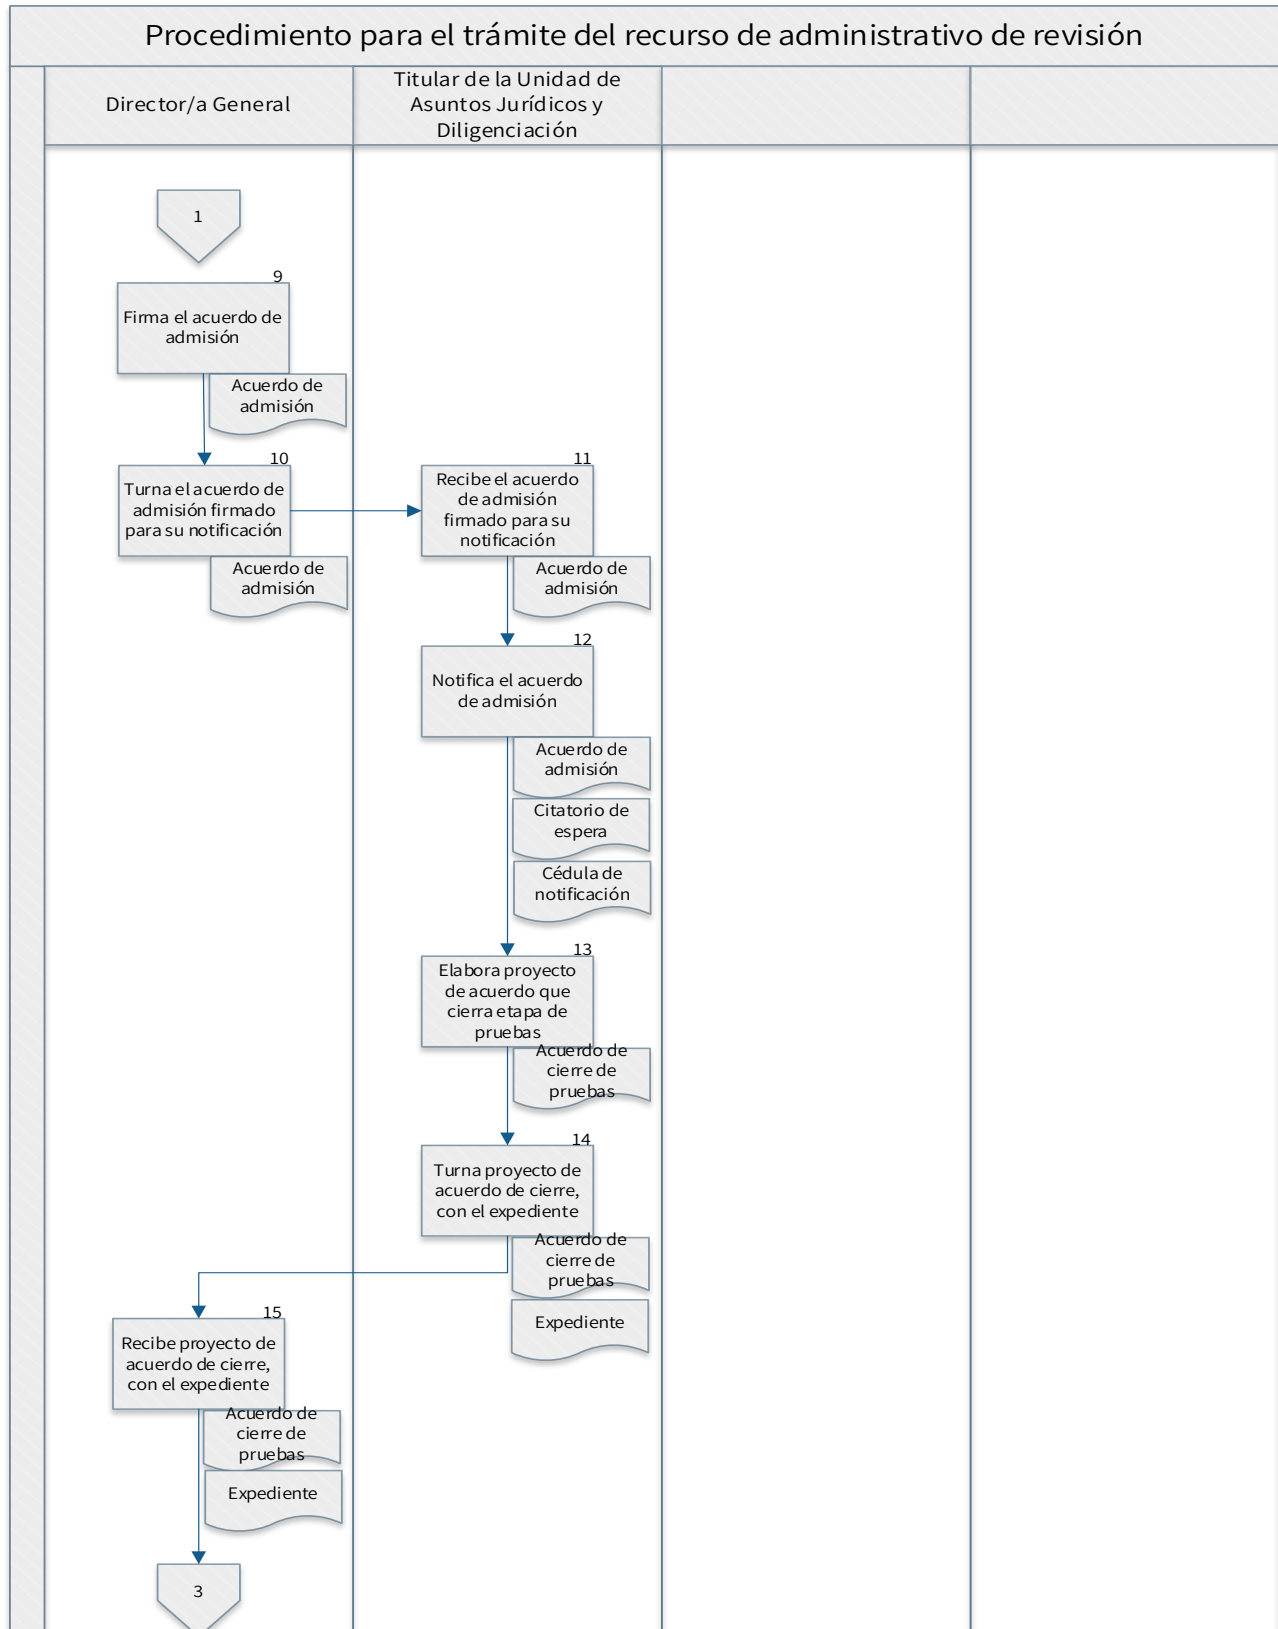 Procedimiento para el trámite del recurso de administrativo de revisión
Director/a General
Titular de la Unidad de
Asuntos Jurídicos y
Diligenciación
1
9
Firma el acuerdo de
admisión
Acuerdo de
admisión
10
Turna el acuerdo de
admisión firmado
para su notificación
Acuerdo de
admisión
11
Recibe el acuerdo
de admisión
firmado para su
notificación
Acuerdo de
admisión
12
Notifica el acuerdo
de admisión
Acuerdo de
admisión
Citatorio de
espera
Cédula de
notificación
13
Elabora proyecto
de acuerdo que
cierra etapa de
pruebas
Acuerdo de
cierre de
pruebas
14
Turna proyecto de
acuerdo de cierre,
con el expediente
Acuerdo de
cierre de
pruebas
Expediente
15
Recibe proyecto de
acuerdo de cierre,
con el expediente
Acuerdo de
cierre de
pruebas
Expediente
3